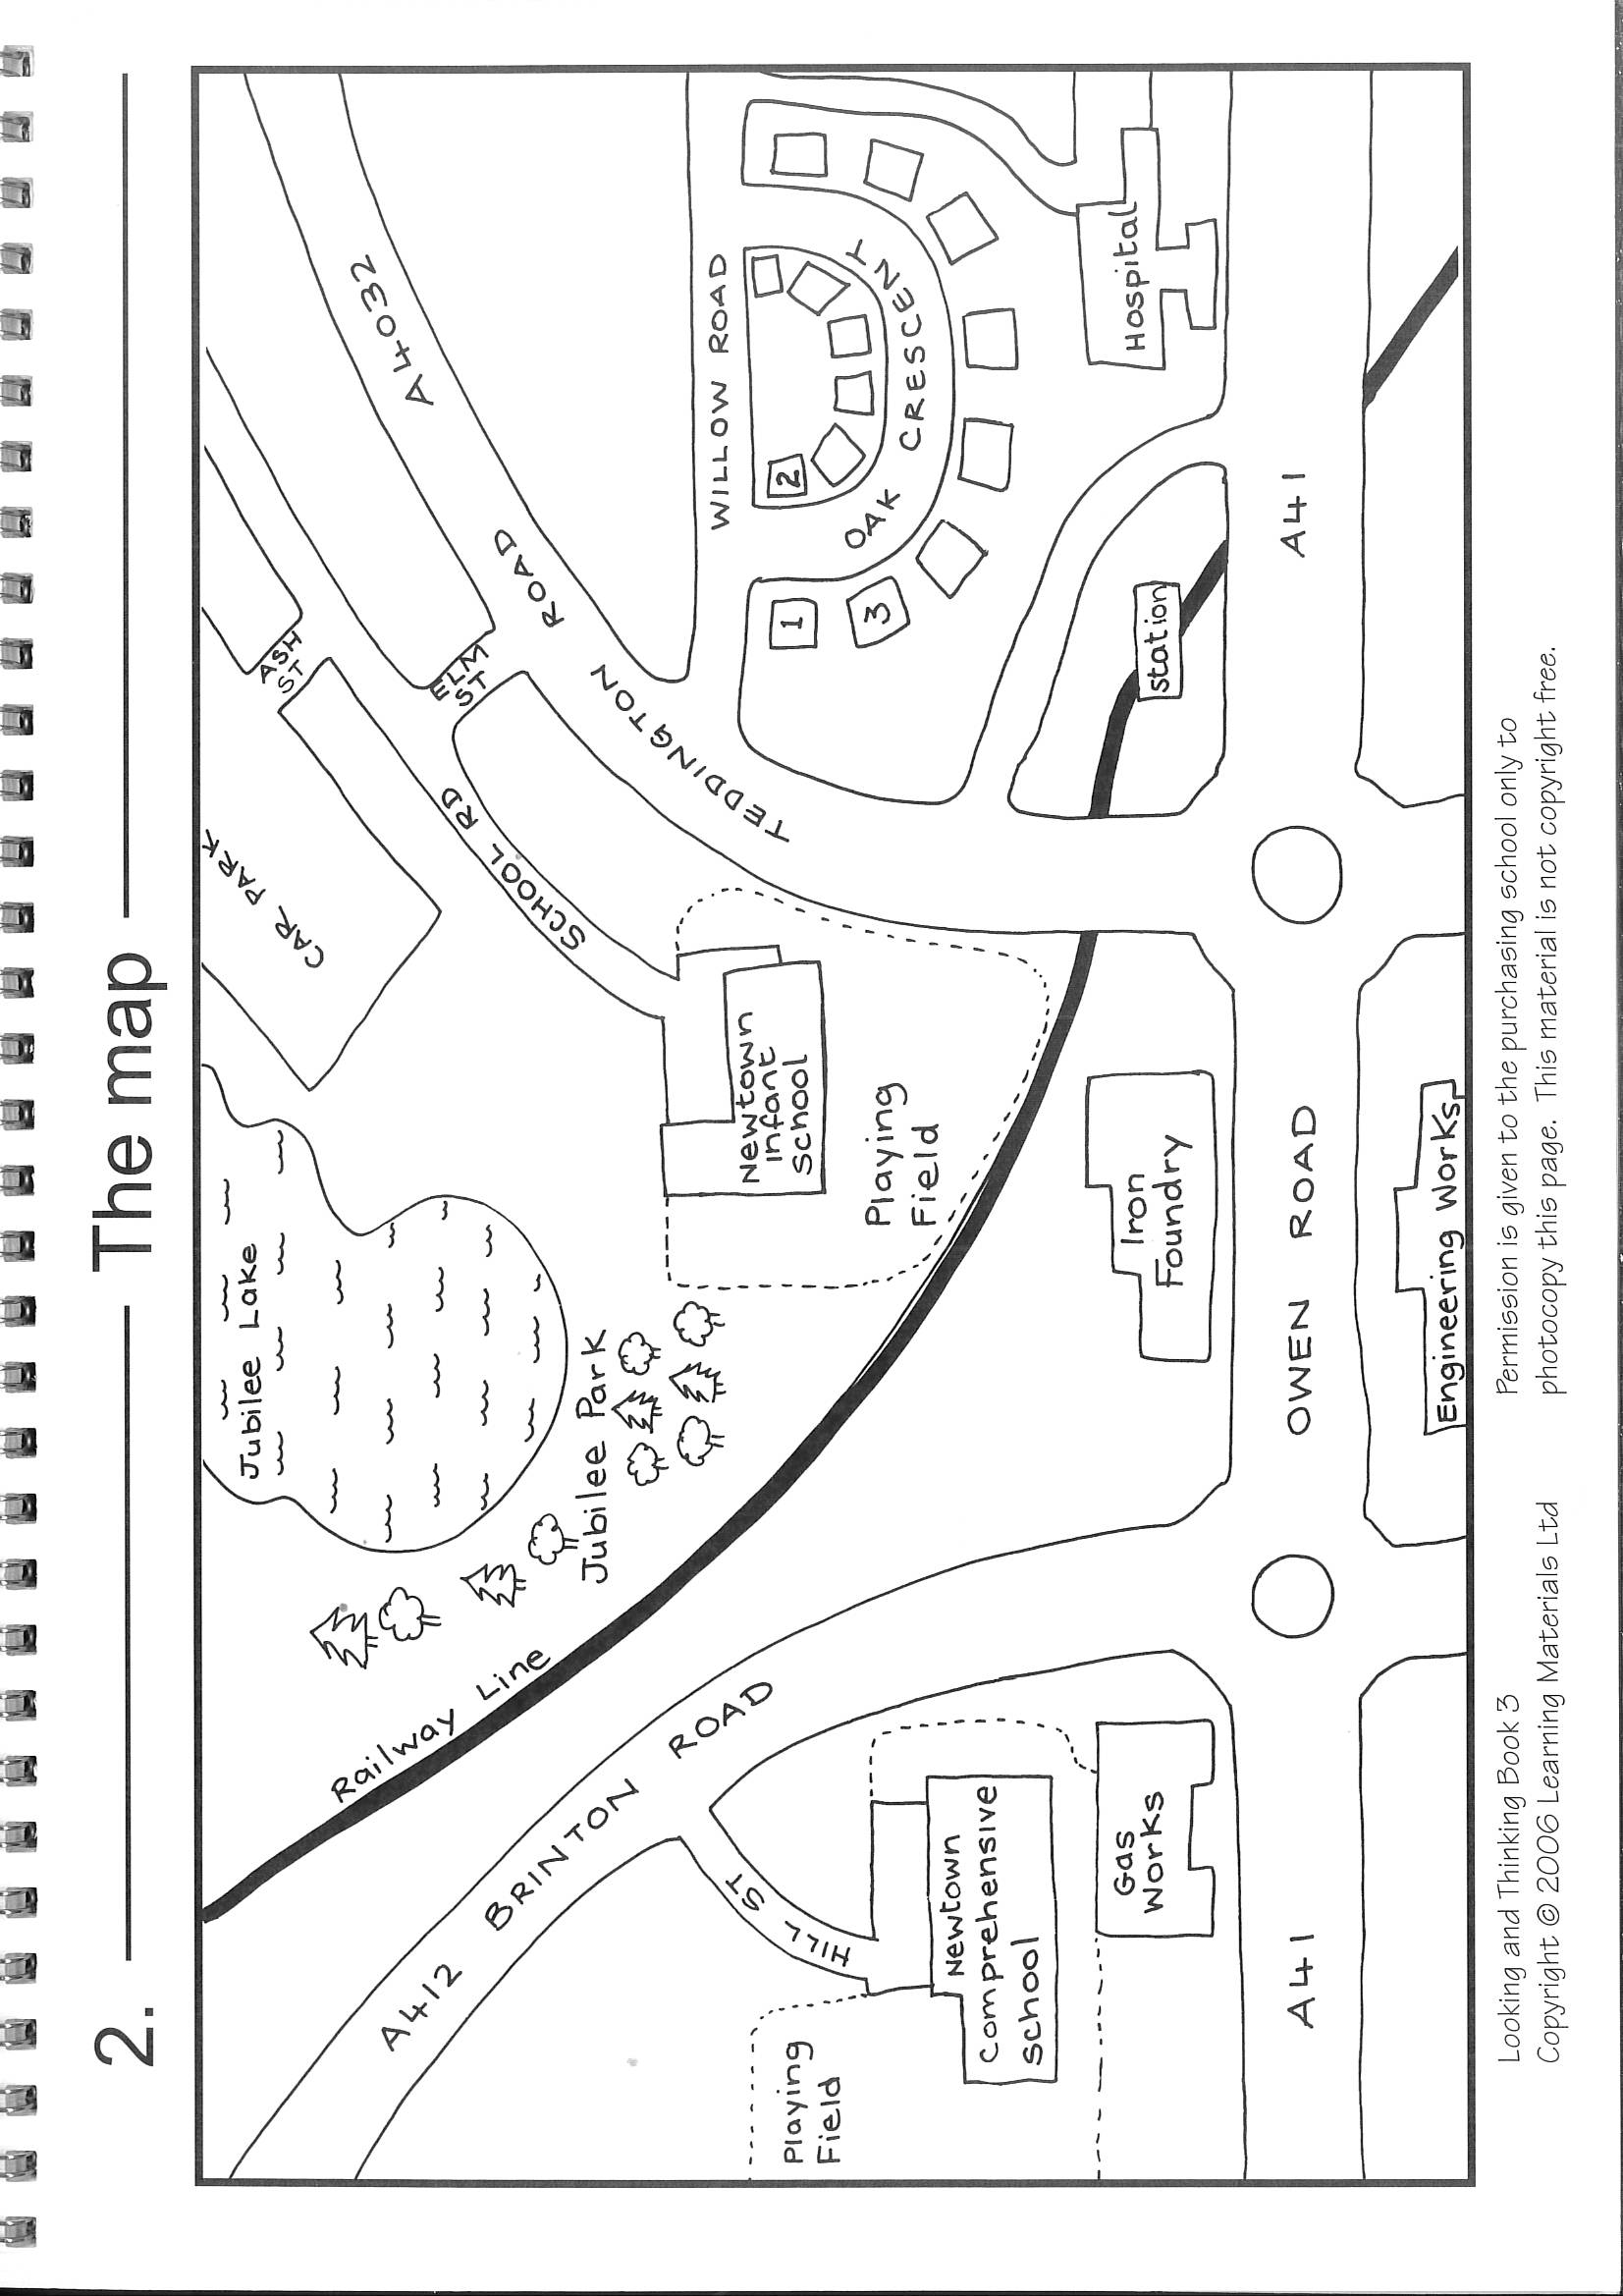 2.
The map
CAR PARK
ASH
ST
A4032
Jubilee Lake
ELM
ST
SCHOOL RD
TEDDINGTON
ROAD
Railway Line
Jubilee Park
WILLOW ROAD
A412
BRINTON
ROAD
Newtown
infant
school
1
2
3
OAK
CRESCENT
HILL ST
Playing
Field
Playing
Field
Newtown
Comprehensive
school
Iron
Foundry
station
Hospital
Gas
Works
A41
OWEN ROAD
A41
Engineering Works
Looking and Thinking Book 3
Copyright © 2006 Learning Materials Ltd
Permission is given to the purchasing school only to
photocopy this page. This material is not copyright free.